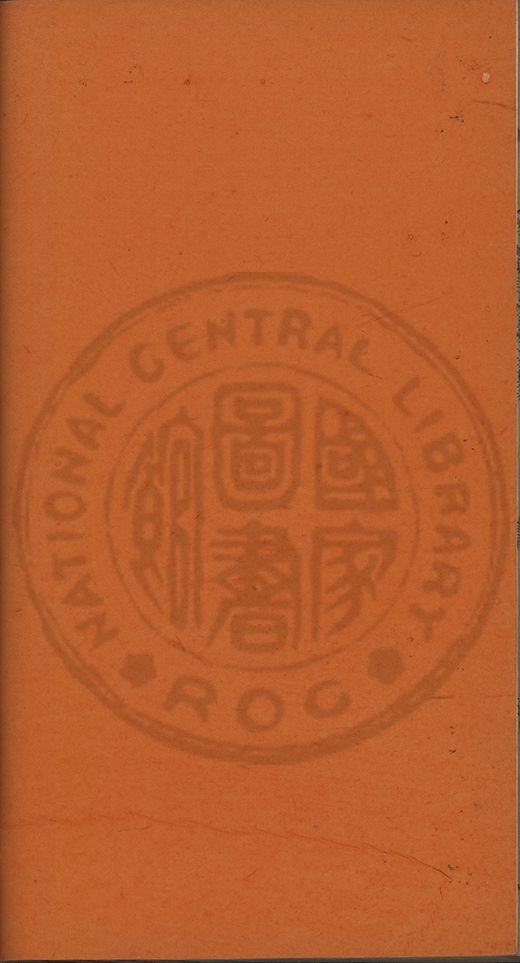 NATIONAL CENTRAL LIBRARY
國家
圖書
館
ROC